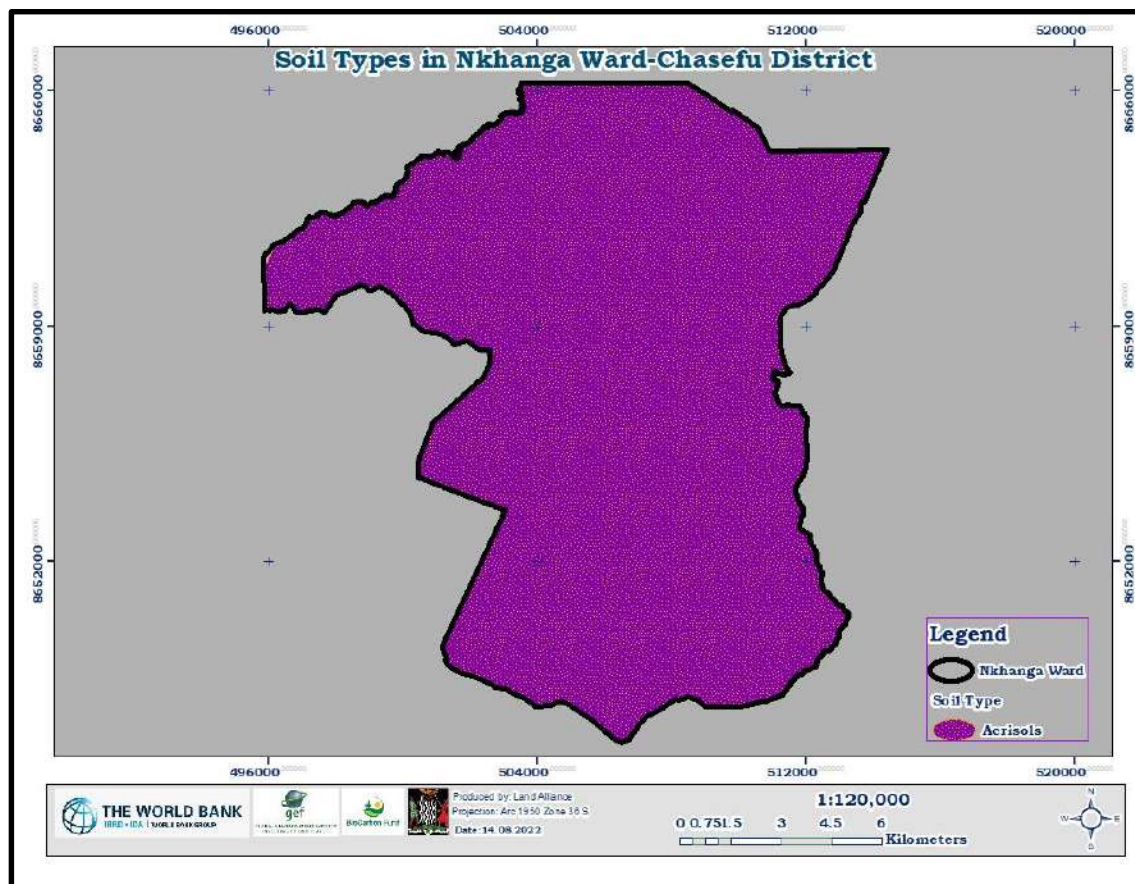 496000 504000 512000 520000
Soil Types in Nkhanga Ward-Chasefu District
8666000 8666000
8659000 8659000
8652000 8652000
Legend
Nkhanga Ward
Soil Type
Acrisols
496000 504000 512000 520000
THE WORLD BANK
IBRD • IDA | WORLD BANK GROUP
gef
BioCarbon Fund
Produced by: Land Alliance
Projection: Arc 1950 Zone 36 S
Date: 14.08.2022
1:120,000
0 0.751.5 3 4.5 6
Kilometers
N
W E
S